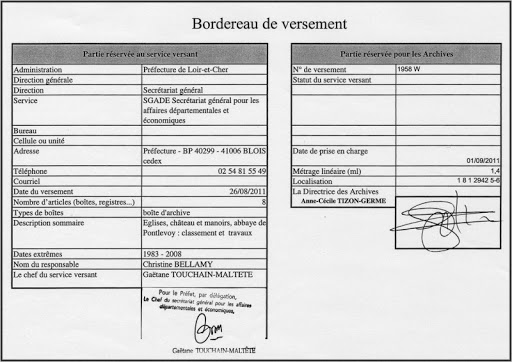 Bordereau de versement
Partie réservée au service versant
Administration Préfecture de Loir-et-Cher
Direction générale
Direction Secrétariat général
Service SGADE Secrétariat général pour les
affaires départementales et
économiques
Bureau
Cellule ou unité
Adresse Préfecture - BP 40299 - 41006 BLOIS
cedex
Téléphone 02 54 81 55 49
Courriel
Date du versement 26/08/2011
Nombre d'articles (boîtes, registres...) 8
Types de boîtes boîte d'archive
Description sommaire Eglises, château et manoirs, abbaye de
Pontlevoy : classement et travaux
Dates extrêmes 1983 - 2008
Nom du responsable Christine BELLAMY
Le chef du service versant Gaëtane TOUCHAIN-MALTETE
Pour le Préfet, par délégation,
Le Chef du secrétariat général pour les affaires
départementales et économiques,
Gaëtane TOUCHAIN-MALTÊTE
Partie réservée pour les Archives
N° de versement 1958 W
Statut du service versant
Date de prise en charge
01/09/2011
Métrage linéaire (ml) 1,4
Localisation 1 8 1 2942 5-6
La Directrice des Archives
Anne-Cécile TIZON-GERME